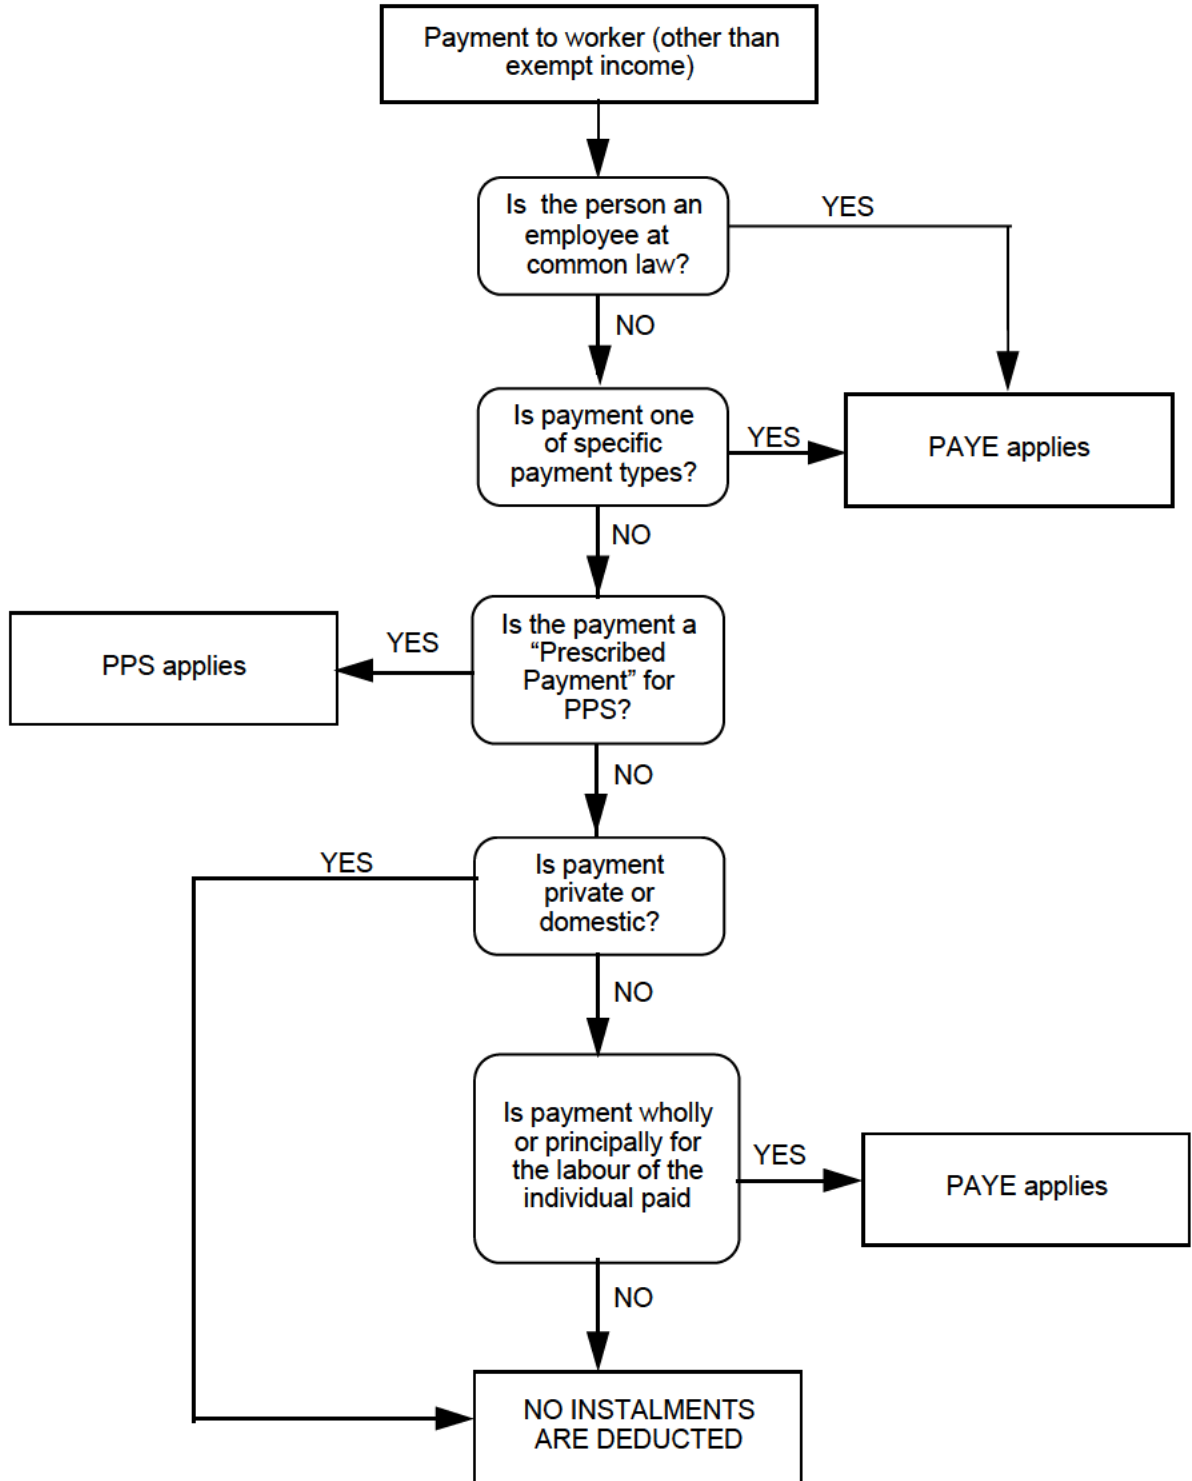 Payment to worker (other than
exempt income)
Is the person an
employee at
common law?
YES
NO
Is payment one
of specific
payment types?
YES
PAYE applies
NO
Is the payment a
“Prescribed
Payment” for
PPS?
YES
PPS applies
NO
Is payment
private or
domestic?
YES
NO
Is payment wholly
or principally for
the labour of the
individual paid
YES
PAYE applies
NO
NO INSTALMENTS
ARE DEDUCTED